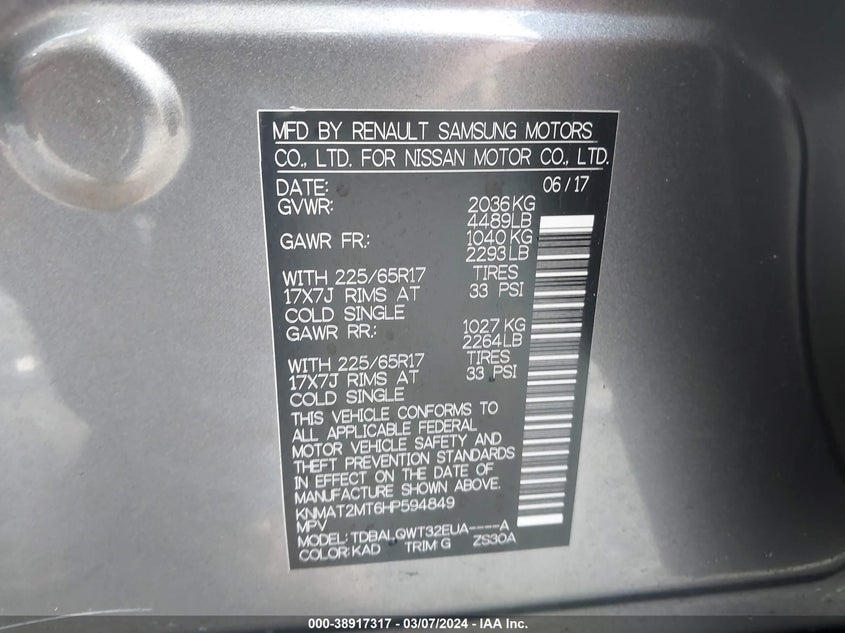 MFD BY RENAULT SAMSUNG MOTORS
CO., LTD. FOR NISSAN MOTOR CO., LTD.
DATE: 06/17
GVWR: 2036 KG
4489LB
GAWR FR.: 1040 KG
2293LB
WITH 225/65R17 TIRES
17X7J RIMS AT 33 PSI
COLD SINGLE
GAWR RR.: 1027 KG
2264LB
WITH 225/65R17 TIRES
17X7J RIMS AT 33 PSI
COLD SINGLE
THIS VEHICLE CONFORMS TO
ALL APPLICABLE FEDERAL
MOTOR VEHICLE SAFETY AND
THEFT PREVENTION STANDARDS
IN EFFECT ON THE DATE OF
MANUFACTURE SHOWN ABOVE.
KNMAT2MT6HP594849
MPV
MODEL: TDBALQWT32EUA----A
COLOR: KAD TRIM: G ZS30A
000-38917317 - 03/07/2024 - IAA Inc.